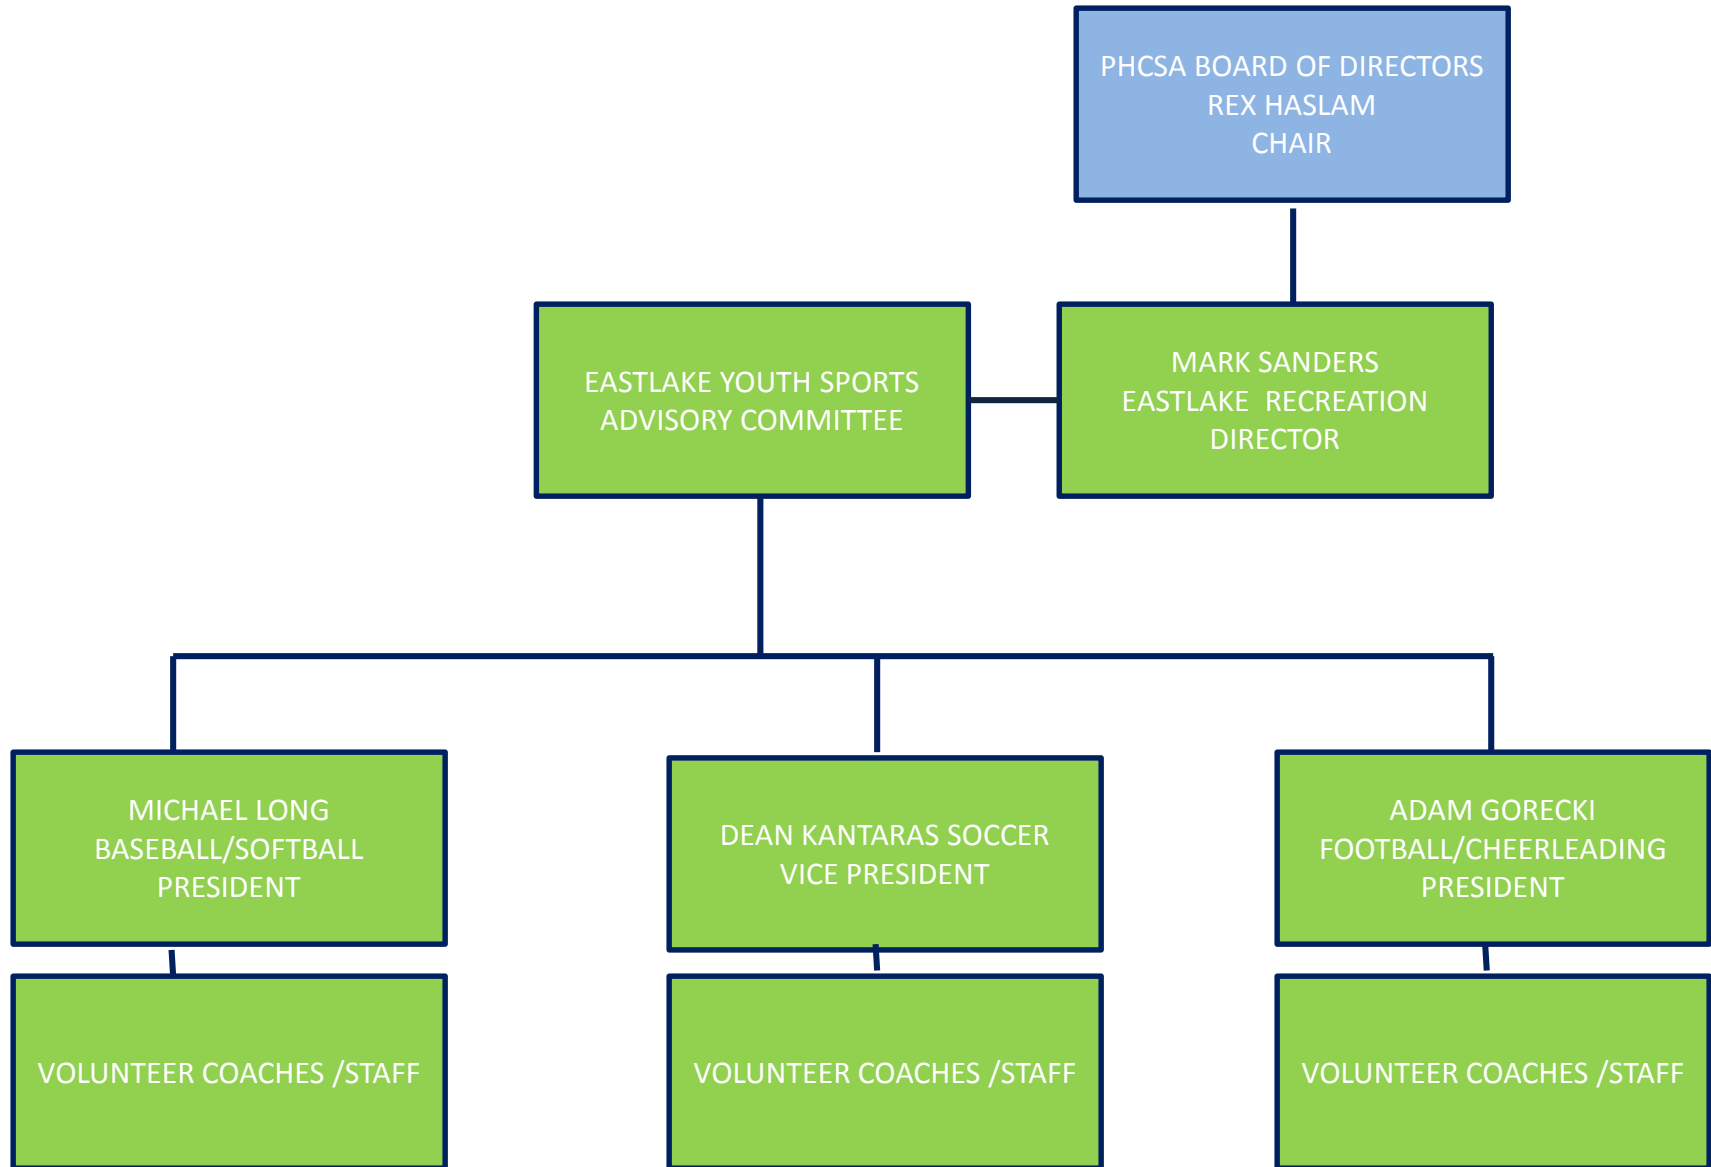 PHCSA BOARD OF DIRECTORS
REX HASLAM
CHAIR
EASTLAKE YOUTH SPORTS
ADVISORY COMMITTEE
MARK SANDERS
EASTLAKE  RECREATION
DIRECTOR
MICHAEL LONG
BASEBALL/SOFTBALL
PRESIDENT
DEAN KANTARAS SOCCER
VICE PRESIDENT
ADAM GORECKI
FOOTBALL/CHEERLEADING
PRESIDENT
VOLUNTEER COACHES /STAFF
VOLUNTEER COACHES /STAFF
VOLUNTEER COACHES /STAFF